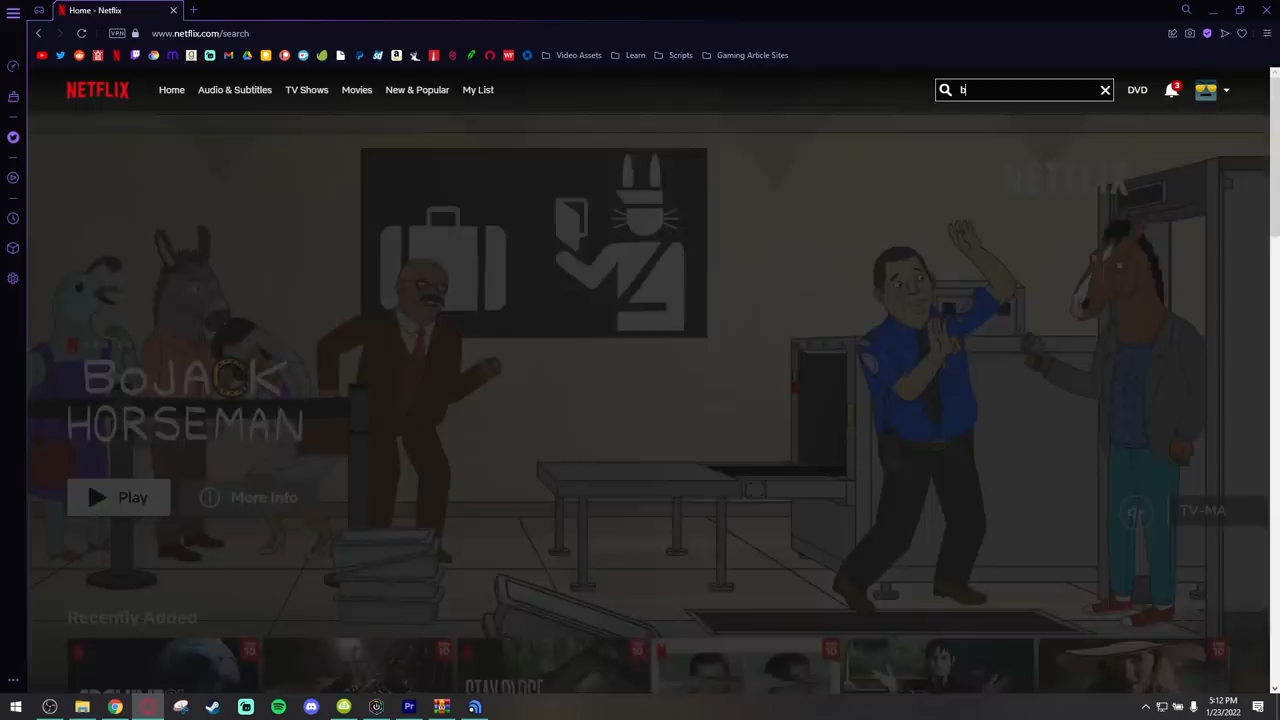 Home - Netflix
VPN
www.netflix.com/search
Video Assets
Learn
Scripts
Gaming Article Sites
NETFLIX
Home
Audio & Subtitles
TV Shows
Movies
New & Popular
My List
b
DVD
3
NETFLIX
BOJACK
HORSEMAN
Play
More Info
TV-MA
Recently Added
5:12 PM
1/23/2022